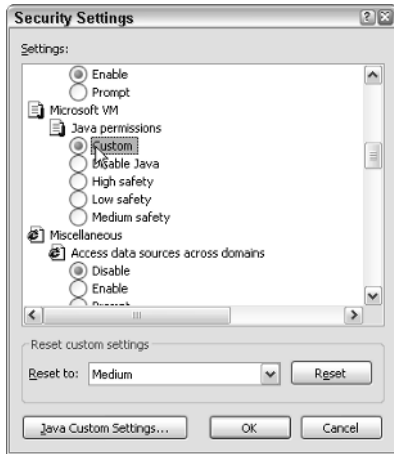 Security Settings
Settings:
Enable
Prompt
Microsoft VM
Java permissions
Custom
Disable Java
High safety
Low safety
Medium safety
Miscellaneous
Access data sources across domains
Disable
Enable
Prompt
Reset custom settings
Reset to: Medium Reset
Java Custom Settings... OK Cancel